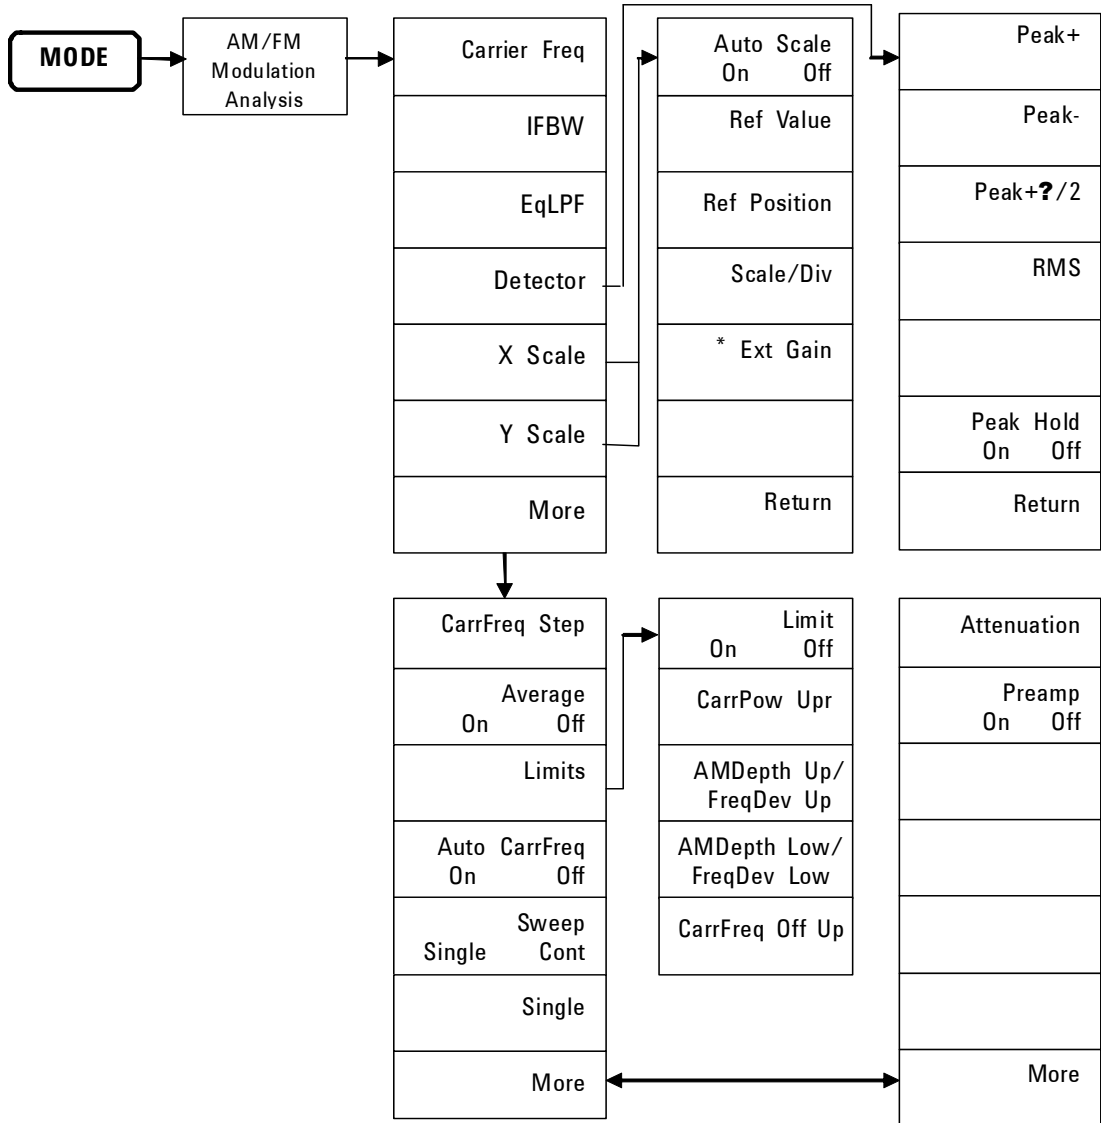 MODE
AM/FM
Modulation
Analysis
Carrier Freq
IFBW
EqLPF
Detector
X Scale
Y Scale
More
Auto Scale
On Off
Ref Value
Ref Position
Scale/Div
* Ext Gain
Return
Peak+
Peak-
Peak+?/2
RMS
Peak Hold
On Off
Return
CarrFreq Step
Average
On Off
Limits
Auto CarrFreq
On Off
Sweep
Single Cont
Single
More
Limit
On Off
CarrPow Upr
AMDepth Up/
FreqDev Up
AMDepth Low/
FreqDev Low
CarrFreq Off Up
Attenuation
Preamp
On Off
More